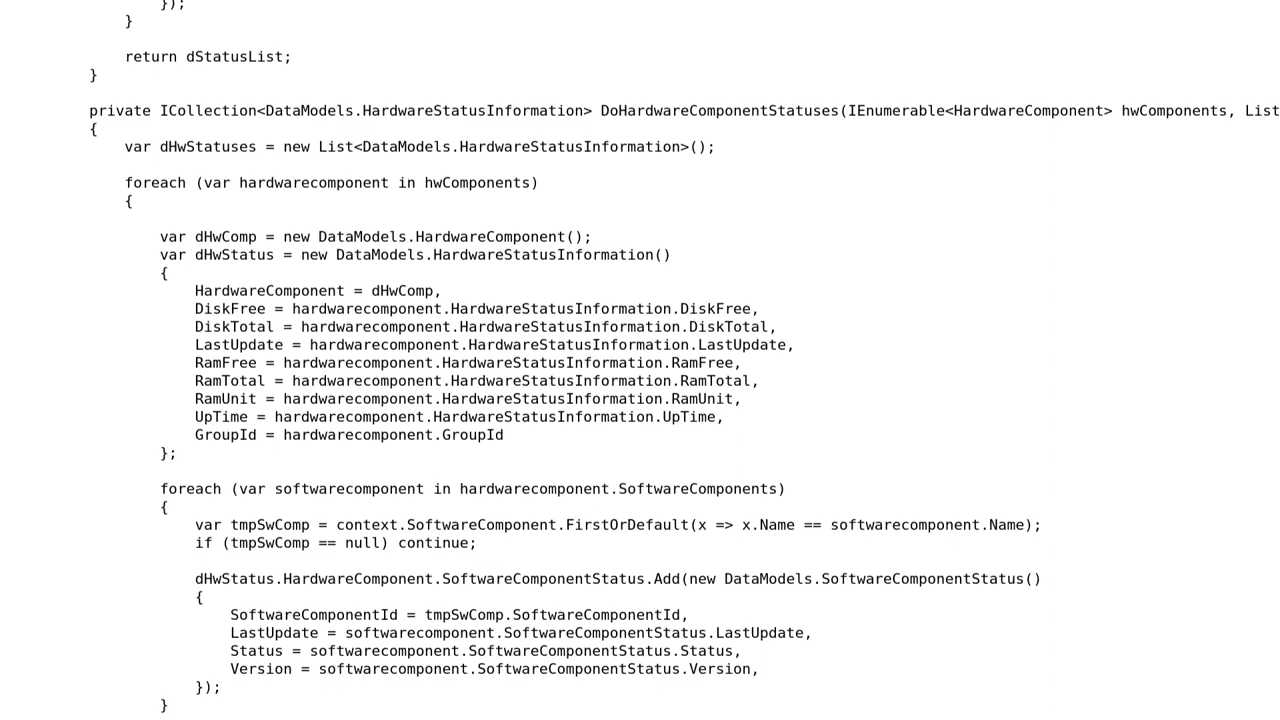 });
        }

        return dStatusList;
    }

    private ICollection<DataModels.HardwareStatusInformation> DoHardwareComponentStatuses(IEnumerable<HardwareComponent> hwComponents, List
    {
        var dHwStatuses = new List<DataModels.HardwareStatusInformation>();

        foreach (var hardwarecomponent in hwComponents)
        {

            var dHwComp = new DataModels.HardwareComponent();
            var dHwStatus = new DataModels.HardwareStatusInformation()
            {
                HardwareComponent = dHwComp,
                DiskFree = hardwarecomponent.HardwareStatusInformation.DiskFree,
                DiskTotal = hardwarecomponent.HardwareStatusInformation.DiskTotal,
                LastUpdate = hardwarecomponent.HardwareStatusInformation.LastUpdate,
                RamFree = hardwarecomponent.HardwareStatusInformation.RamFree,
                RamTotal = hardwarecomponent.HardwareStatusInformation.RamTotal,
                RamUnit = hardwarecomponent.HardwareStatusInformation.RamUnit,
                UpTime = hardwarecomponent.HardwareStatusInformation.UpTime,
                GroupId = hardwarecomponent.GroupId
            };

            foreach (var softwarecomponent in hardwarecomponent.SoftwareComponents)
            {
                var tmpSwComp = context.SoftwareComponent.FirstOrDefault(x => x.Name == softwarecomponent.Name);
                if (tmpSwComp == null) continue;

                dHwStatus.HardwareComponent.SoftwareComponentStatus.Add(new DataModels.SoftwareComponentStatus()
                {
                    SoftwareComponentId = tmpSwComp.SoftwareComponentId,
                    LastUpdate = softwarecomponent.SoftwareComponentStatus.LastUpdate,
                    Status = softwarecomponent.SoftwareComponentStatus.Status,
                    Version = softwarecomponent.SoftwareComponentStatus.Version,
                });
            }